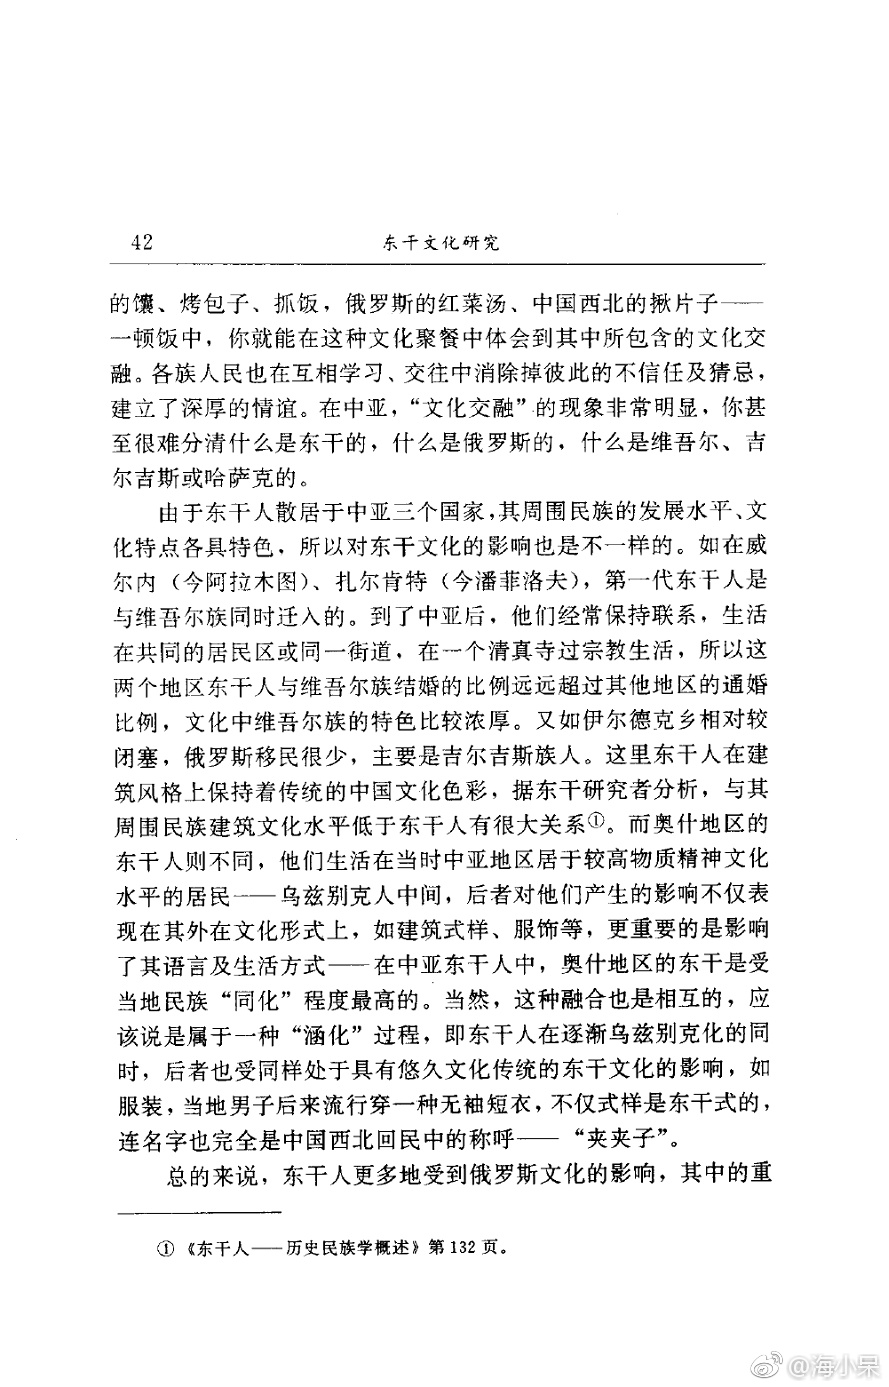 42 东干文化研究
的馕、烤包子、抓饭，俄罗斯的红菜汤、中国西北的揪片子——
一顿饭中，你就能在这种文化聚餐中体会到其中所包含的文化交
融。各族人民也在互相学习、交往中消除掉彼此的不信任及猜忌，
建立了深厚的情谊。在中亚，“文化交融”的现象非常明显，你甚
至很难分清什么是东干的，什么是俄罗斯的，什么是维吾尔、吉
尔吉斯或哈萨克的。
由于东干人散居于中亚三个国家，其周围民族的发展水平、文
化特点各具特色，所以对东干文化的影响也是不一样的。如在威
尔内（今阿拉木图）、扎尔肯特（今潘菲洛夫），第一代东干人是
与维吾尔族同时迁入的。到了中亚后，他们经常保持联系，生活
在共同的居民区或同一街道，在一个清真寺过宗教生活，所以这
两个地区东干人与维吾尔族结婚的比例远远超过其他地区的通婚
比例，文化中维吾尔族的特色比较浓厚。又如伊尔德克乡相对较
闭塞，俄罗斯移民很少，主要是吉尔吉斯族人。这里东干人在建
筑风格上保持着传统的中国文化色彩，据东干研究者分析，与其
周围民族建筑文化水平低于东干人有很大关系①。而奥什地区的
东干人则不同，他们生活在当时中亚地区居于较高物质精神文化
水平的居民——乌兹别克人中间，后者对他们产生的影响不仅表
现在其外在文化形式上，如建筑式样、服饰等，更重要的是影响
了其语言及生活方式——在中亚东干人中，奥什地区的东干是受
当地民族“同化”程度最高的。当然，这种融合也是相互的，应
该说是属于一种“涵化”过程，即东干人在逐渐乌兹别克化的同
时，后者也受同样处于具有悠久文化传统的东干文化的影响，如
服装，当地男子后来流行穿一种无袖短衣，不仅式样是东干式的，
连名字也完全是中国西北回民中的称呼——“夹夹子”。
总的来说，东干人更多地受到俄罗斯文化的影响，其中的重
①《东干人——历史民族学概述》第132页。
@海小呆